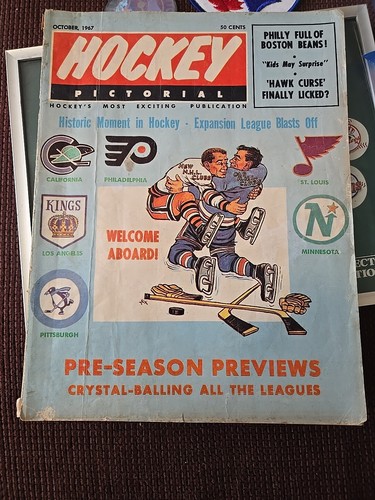 OCTOBER, 1967
50 CENTS
HOCKEY
PICTORIAL
HOCKEY'S MOST EXCITING PUBLICATION
PHILLY FULL OF
BOSTON BEANS!
"Kids May Surprise"
'HAWK CURSE'
FINALLY LICKED?
Historic Moment in Hockey - Expansion League Blasts Off
CALIFORNIA
PHILADELPHIA
ST. LOUIS
NEW
N.H.L.
CLUBS
KINGS
LOS ANGELES
WELCOME
ABOARD!
N
MINNESOTA
PITTSBURGH
PRE-SEASON PREVIEWS
CRYSTAL-BALLING ALL THE LEAGUES